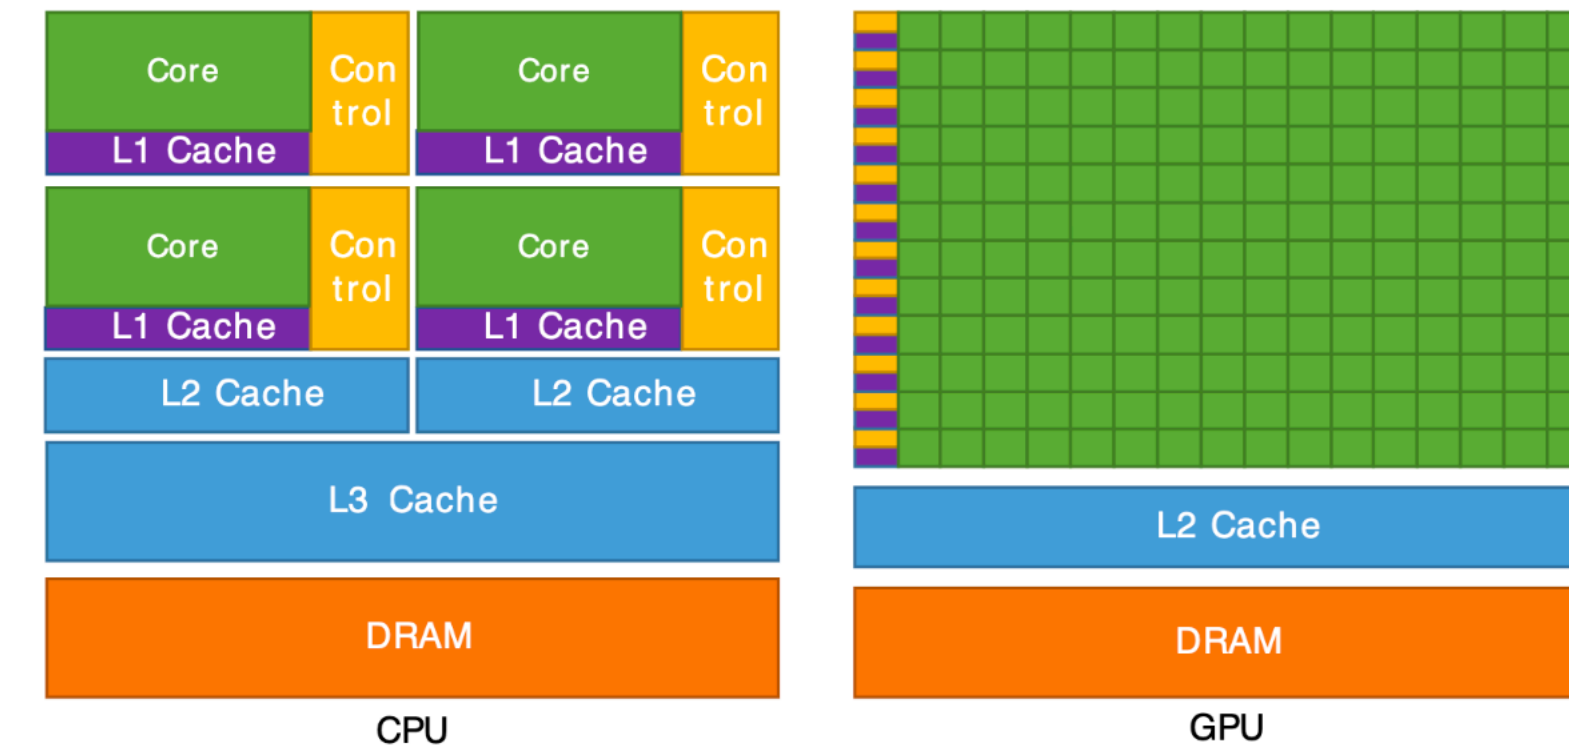 Core
Con
trol
Core
Con
trol
L1 Cache
L1 Cache
Core
Con
trol
Core
Con
trol
L1 Cache
L1 Cache
L2 Cache
L2 Cache
L3 Cache
DRAM
CPU
L2 Cache
DRAM
GPU